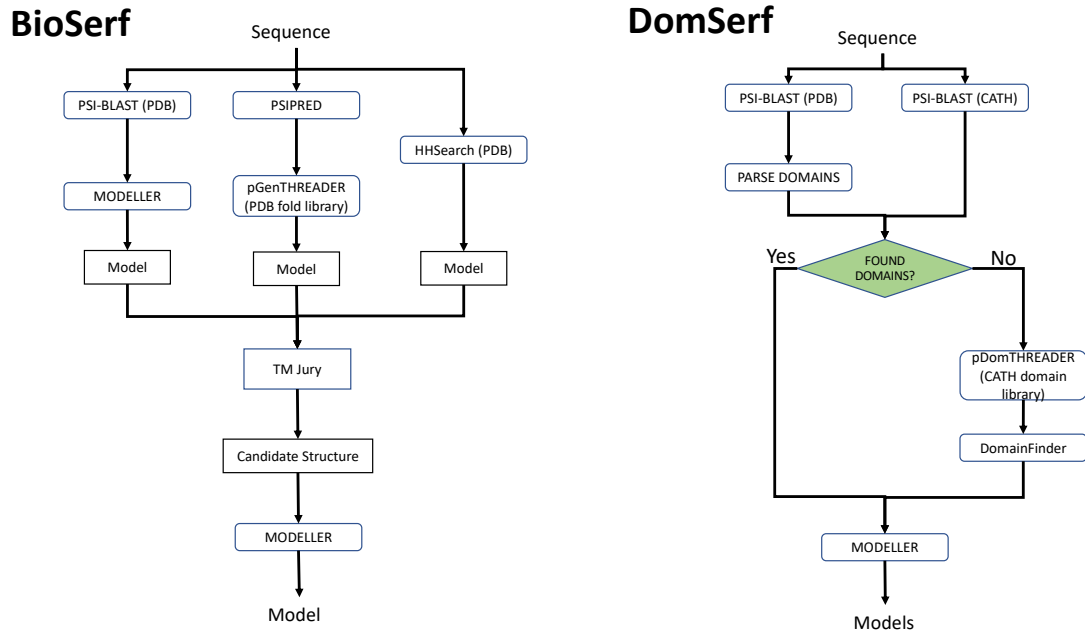 BioSerf
Sequence
PSI-BLAST (PDB)
PSIPRED
HHSearch (PDB)
MODELLER
pGenTHREADER
(PDB fold library)
Model
Model
Model
TM Jury
Candidate Structure
MODELLER
Model
DomSerf
Sequence
PSI-BLAST (PDB)
PSI-BLAST (CATH)
PARSE DOMAINS
Yes
FOUND
DOMAINS?
No
pDomTHREADER
(CATH domain
library)
DomainFinder
MODELLER
Models